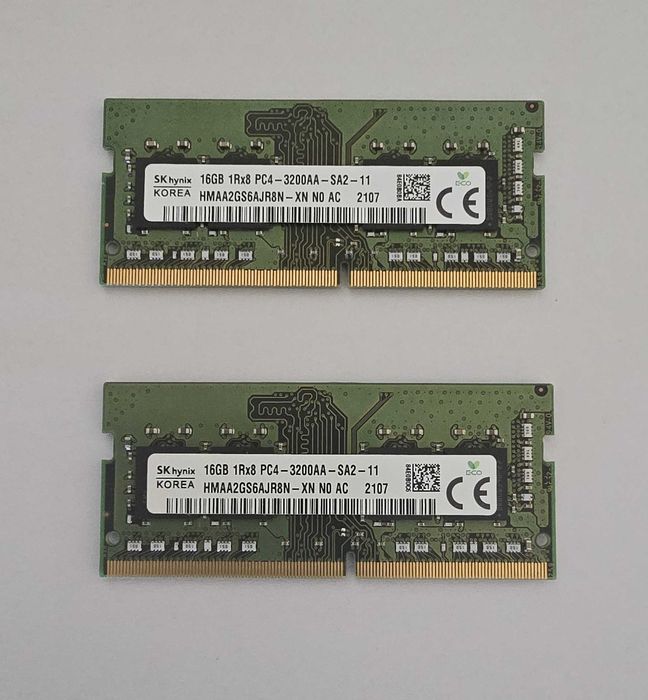 SK hynix
KOREA
16GB 1Rx8 PC4-3200AA-SA2-11
HMAA2GS6AJR8N-XN N0 AC 2107
ECO
CE
SK hynix
KOREA
16GB 1Rx8 PC4-3200AA-SA2-11
HMAA2GS6AJR8N-XN N0 AC 2107
ECO
CE